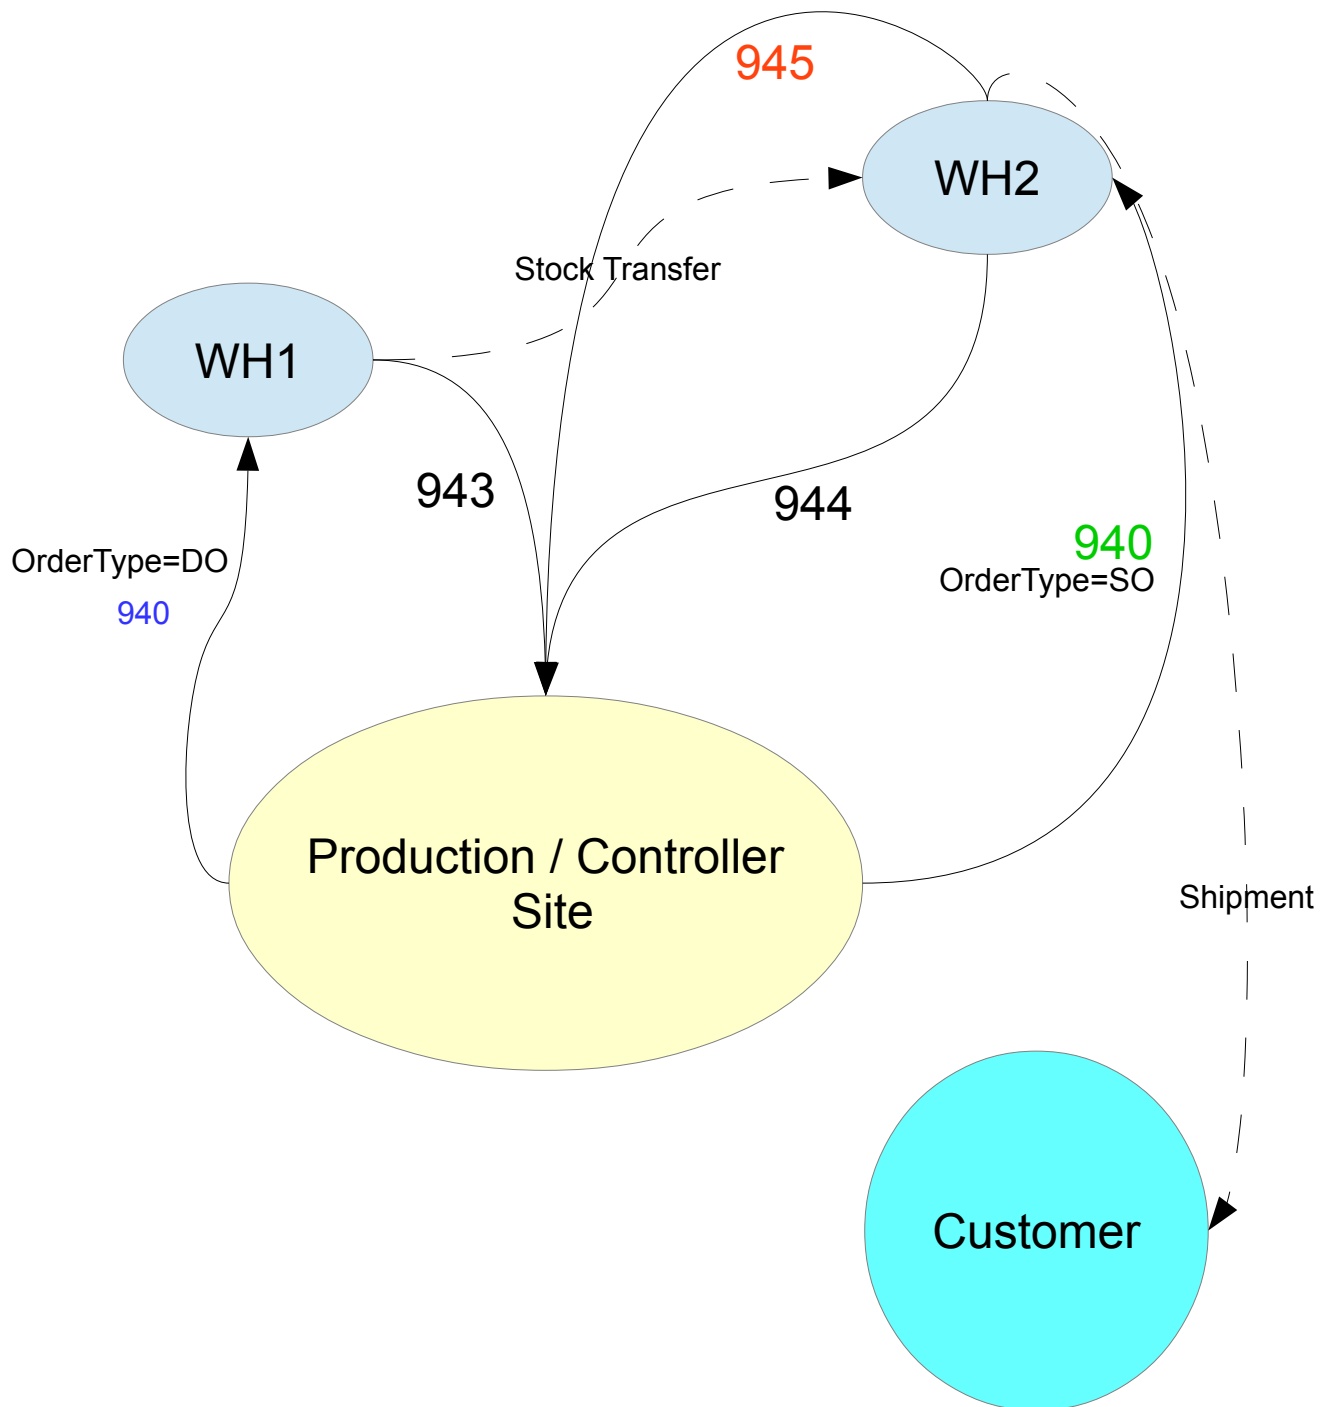 945
WH2
Stock Transfer
WH1
943
944
OrderType=DO
940
940
OrderType=SO
Production / Controller
Site
Shipment
Customer